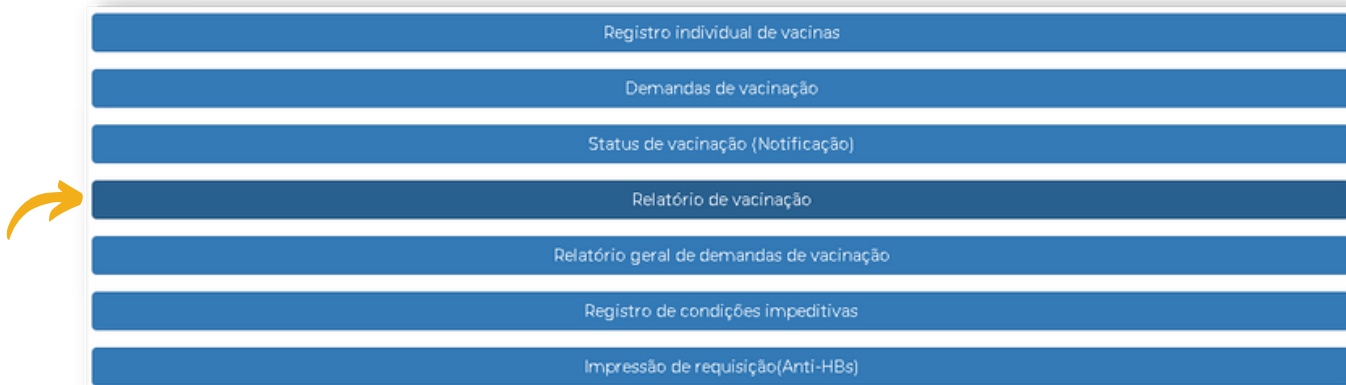 Registro individual de vacinas
Demandas de vacinação
Status de vacinação (Notificação)
Relatório de vacinação
Relatório geral de demandas de vacinação
Registro de condições impeditivas
Impressão de requisição(Anti-HBs)